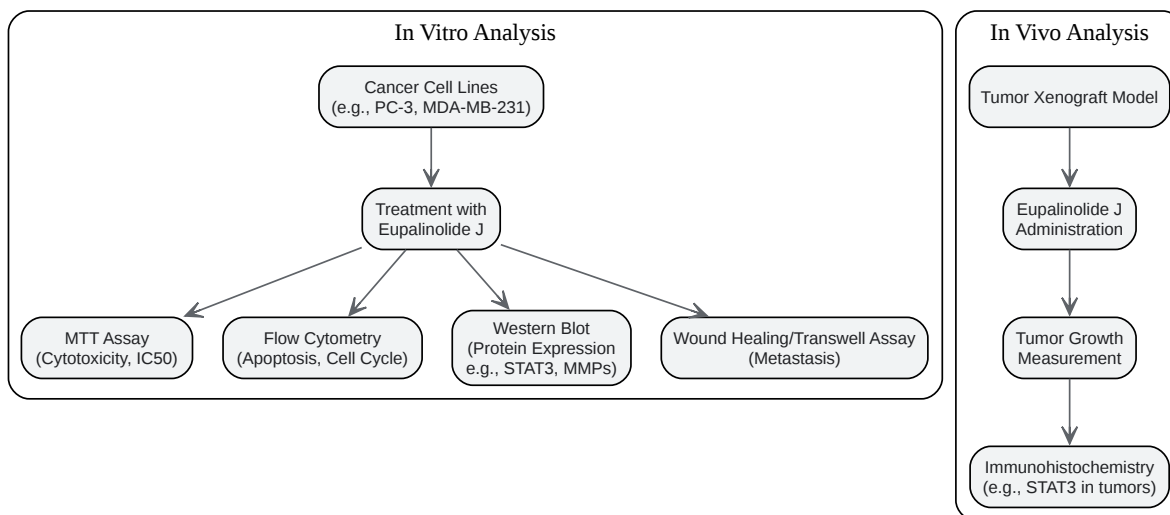 In Vitro Analysis
Cancer Cell Lines
(e.g., PC-3, MDA-MB-231)
Treatment with
Eupalinolide J
MTT Assay
(Cytotoxicity, IC50)
Flow Cytometry
(Apoptosis, Cell Cycle)
Western Blot
(Protein Expression
e.g., STAT3, MMPs)
Wound Healing/Transwell Assay
(Metastasis)
In Vivo Analysis
Tumor Xenograft Model
Eupalinolide J
Administration
Tumor Growth
Measurement
Immunohistochemistry
(e.g., STAT3 in tumors)